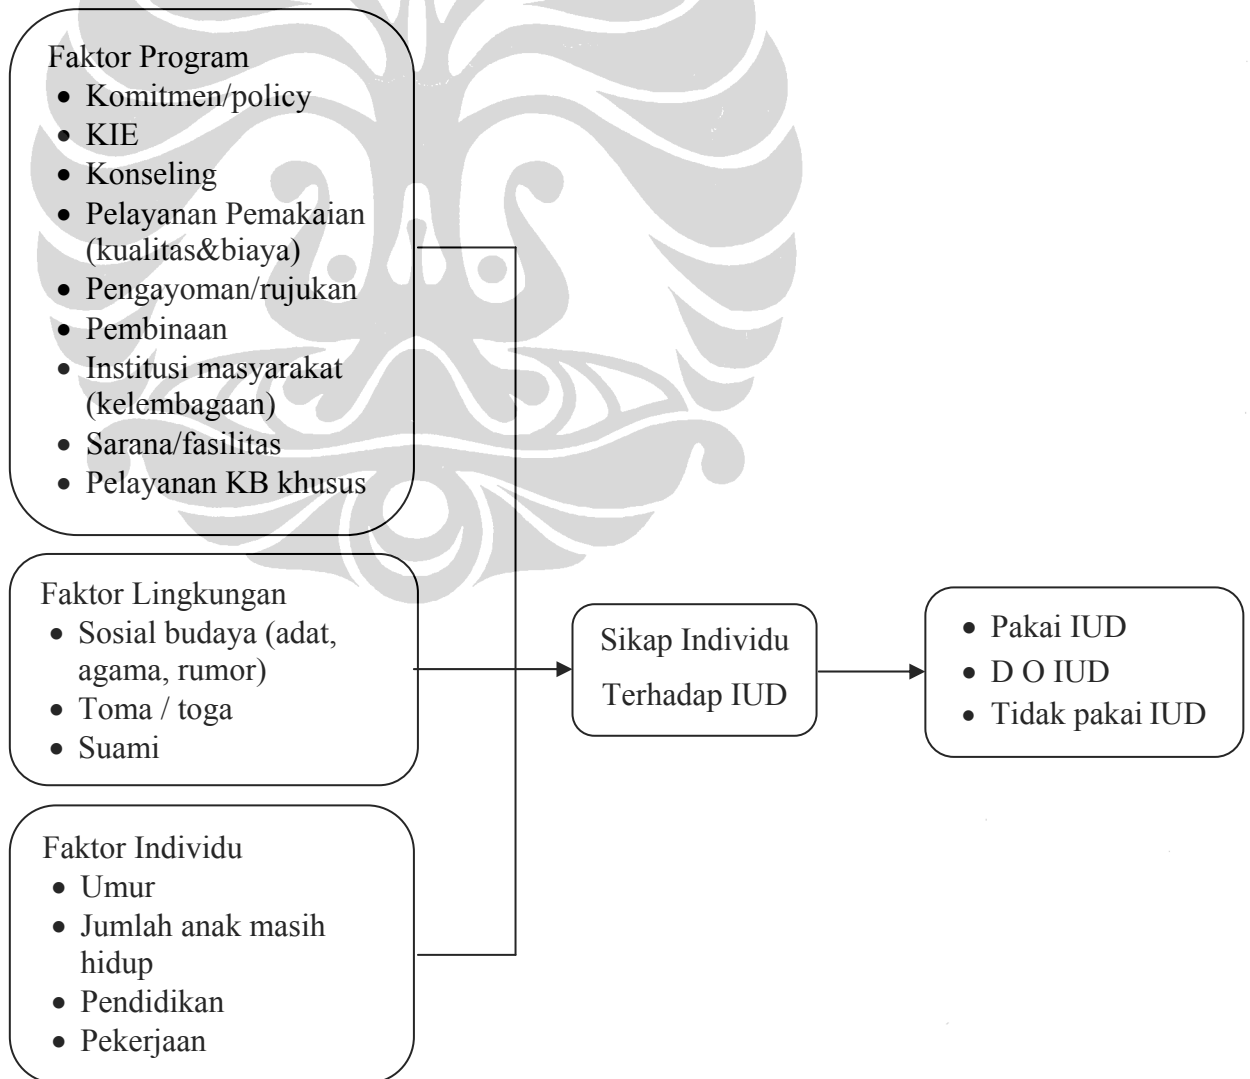 Faktor Program
• Komitmen/policy
• KIE
• Konseling
• Pelayanan Pemakaian
(kualitas&biaya)
• Pengayoman/rujukan
• Pembinaan
• Institusi masyarakat
(kelembagaan)
• Sarana/fasilitas
• Pelayanan KB khusus
Faktor Lingkungan
• Sosial budaya (adat,
agama, rumor)
• Toma / toga
• Suami
Faktor Individu
• Umur
• Jumlah anak masih
hidup
• Pendidikan
• Pekerjaan
Sikap Individu
Terhadap IUD
• Pakai IUD
• D O IUD
• Tidak pakai IUD